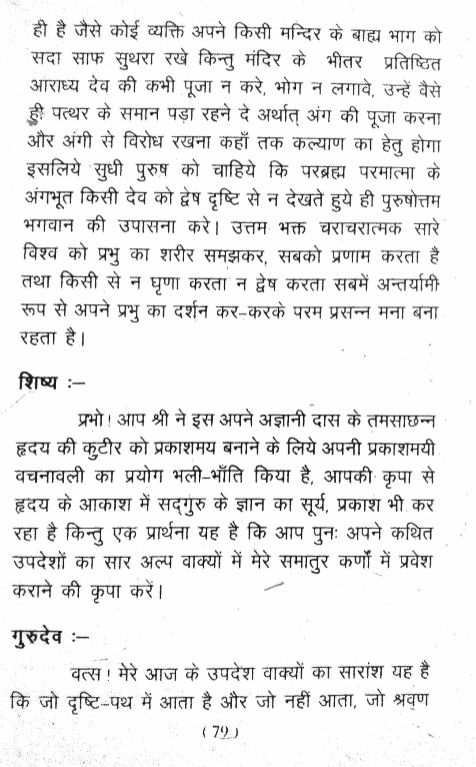 ही है जैसे कोई व्यक्ति अपने किसी मन्दिर के बाह्य भाग को
सदा साफ सुथरा रखे किन्तु मंदिर के भीतर प्रतिष्ठित
आराध्य देव की कभी पूजा न करे, भोग न लगावे, उन्हें वैसे
ही पत्थर के समान पड़ा रहने दे अर्थात् अंग की पूजा करना
और अंगी से विरोध रखना कहाँ तक कल्याण का हेतु होगा
इसलिये सुधी पुरुष को चाहिये कि परब्रह्म परमात्मा के
अंगभूत किसी देव को द्वेष दृष्टि से न देखते हुये ही पुरुषोत्तम
भगवान की उपासना करे। उत्तम भक्त चराचरात्मक सारे
विश्व को प्रभु का शरीर समझकर, सबको प्रणाम करता है
तथा किसी से न घृणा करता न द्वेष करता सबमें अन्तर्यामी
रूप से अपने प्रभु का दर्शन कर–करके परम प्रसन्न मना बना
रहता है।
शिष्य :–
प्रभो! आप श्री ने इस अपने अज्ञानी दास के तमसाछन्न
हृदय की कुटीर को प्रकाशमय बनाने के लिये अपनी प्रकाशमयी
वचनावली का प्रयोग भली–भाँति किया है, आपकी कृपा से
हृदय के आकाश में सद्गुरु के ज्ञान का सूर्य, प्रकाश भी कर
रहा है किन्तु एक प्रार्थना यह है कि आप पुनः अपने कथित
उपदेशों का सार अल्प वाक्यों में मेरे समातुर कर्णों में प्रवेश
कराने की कृपा करें।
गुरुदेव :–
वत्स! मेरे आज के उपदेश वाक्यों का सारांश यह है
कि जो दृष्टि–पथ में आता है और जो नहीं आता, जो श्रवण
( 79 )